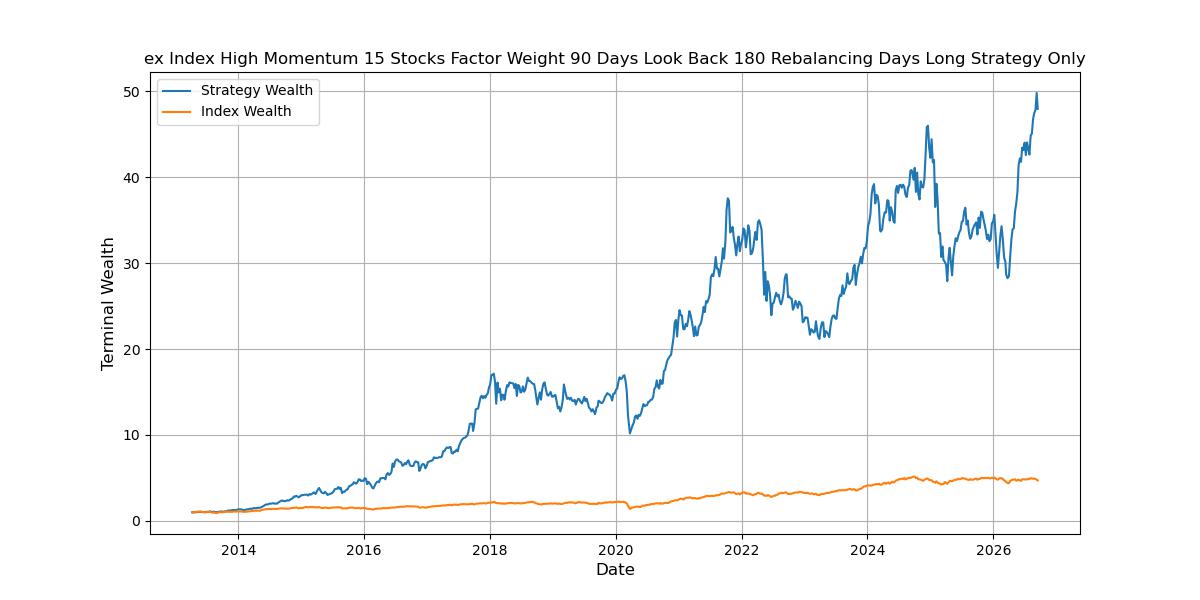 ex Index High Momentum 15 Stocks Factor Weight 90 Days Look Back 180 Rebalancing Days Long Strategy Only
Strategy Wealth
Index Wealth
50
40
30
20
10
0
Terminal Wealth
2014 2016 2018 2020 2022 2024 2026
Date